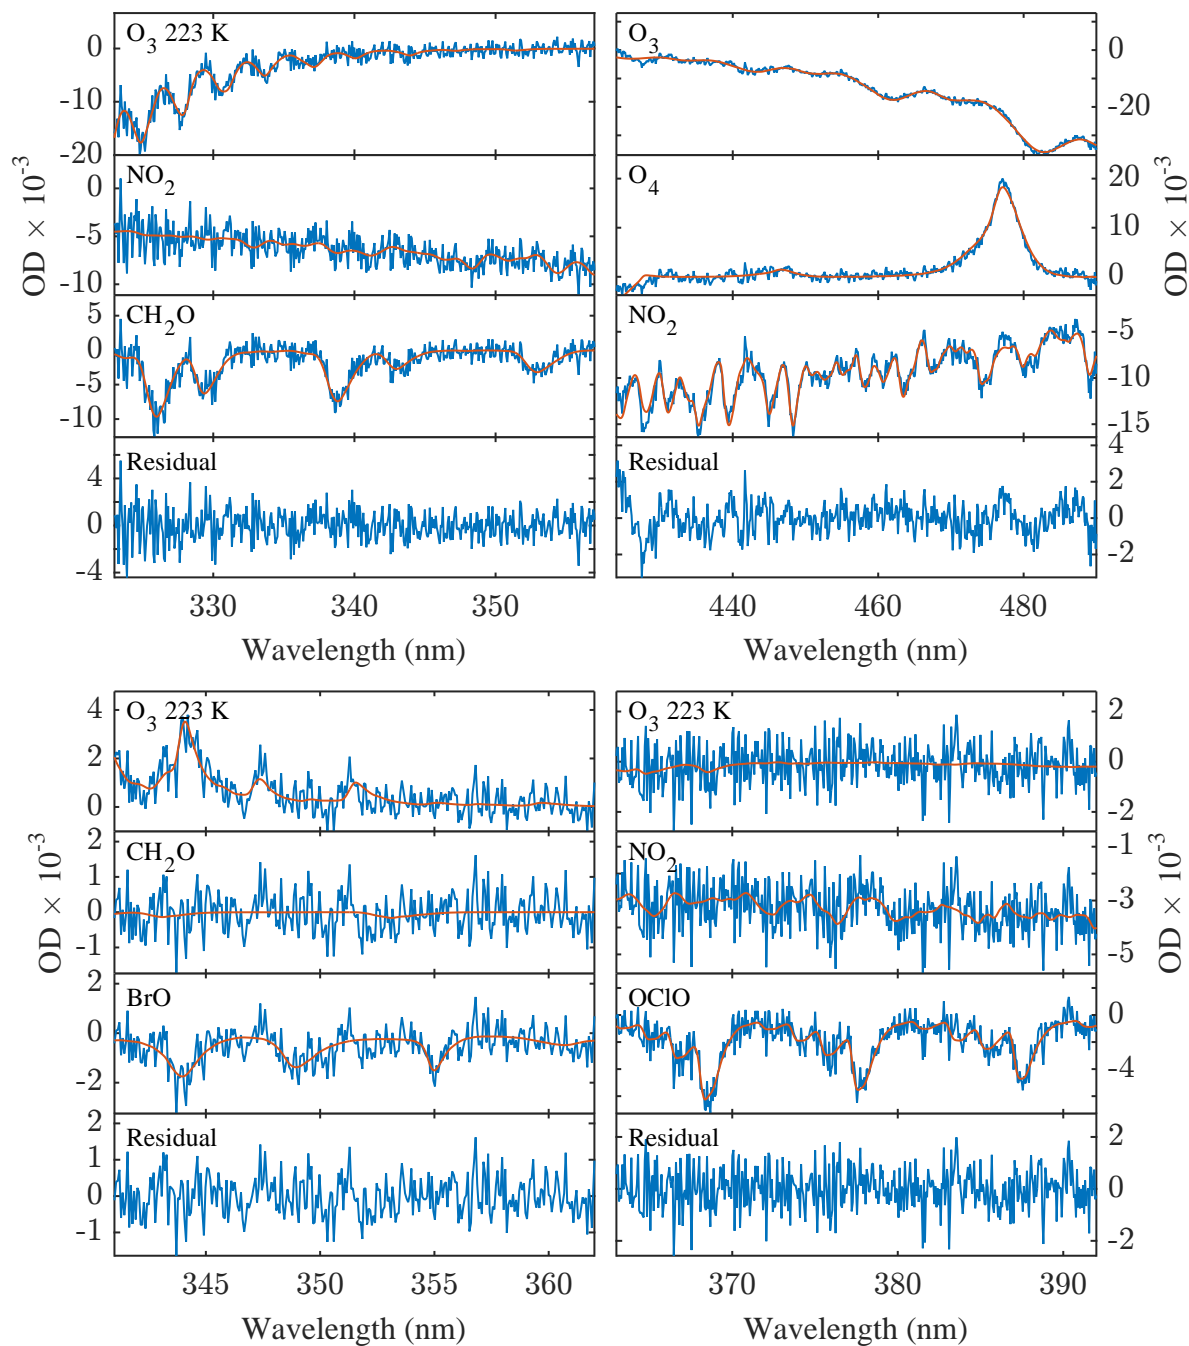 O3 223 K
0
-10
-20
NO2
0
-5
-10
CH2O
5
0
-5
-10
Residual
4
0
-4
OD × 10-3
330 340 350
Wavelength (nm)
O3
0
-20
O4
20
10
0
NO2
-5
-10
-15
Residual
4
2
0
-2
OD × 10-3
440 460 480
Wavelength (nm)
O3 223 K
4
2
0
CH2O
2
1
0
-1
BrO
2
0
-2
Residual
2
1
0
-1
OD × 10-3
345 350 355 360
Wavelength (nm)
O3 223 K
2
0
-2
NO2
-1
-3
-5
OClO
0
-4
Residual
2
0
-2
OD × 10-3
370 380 390
Wavelength (nm)